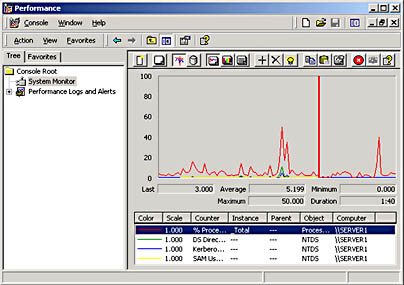 Performance
Console Window Help
Action View Favorites
Tree Favorites
Console Root
System Monitor
Performance Logs and Alerts
100
80
60
40
20
0
Last 3.000 Average 5.199 Minimum 0.000
Maximum 50.000 Duration 1:40
Color Scale Counter Instance Parent Object Computer
1.000 % Proce... _Total --- Proces... \\SERVER1
1.000 DS Direc... --- --- NTDS \\SERVER1
1.000 Kerbero... --- --- NTDS \\SERVER1
1.000 SAM Us... --- --- NTDS \\SERVER1